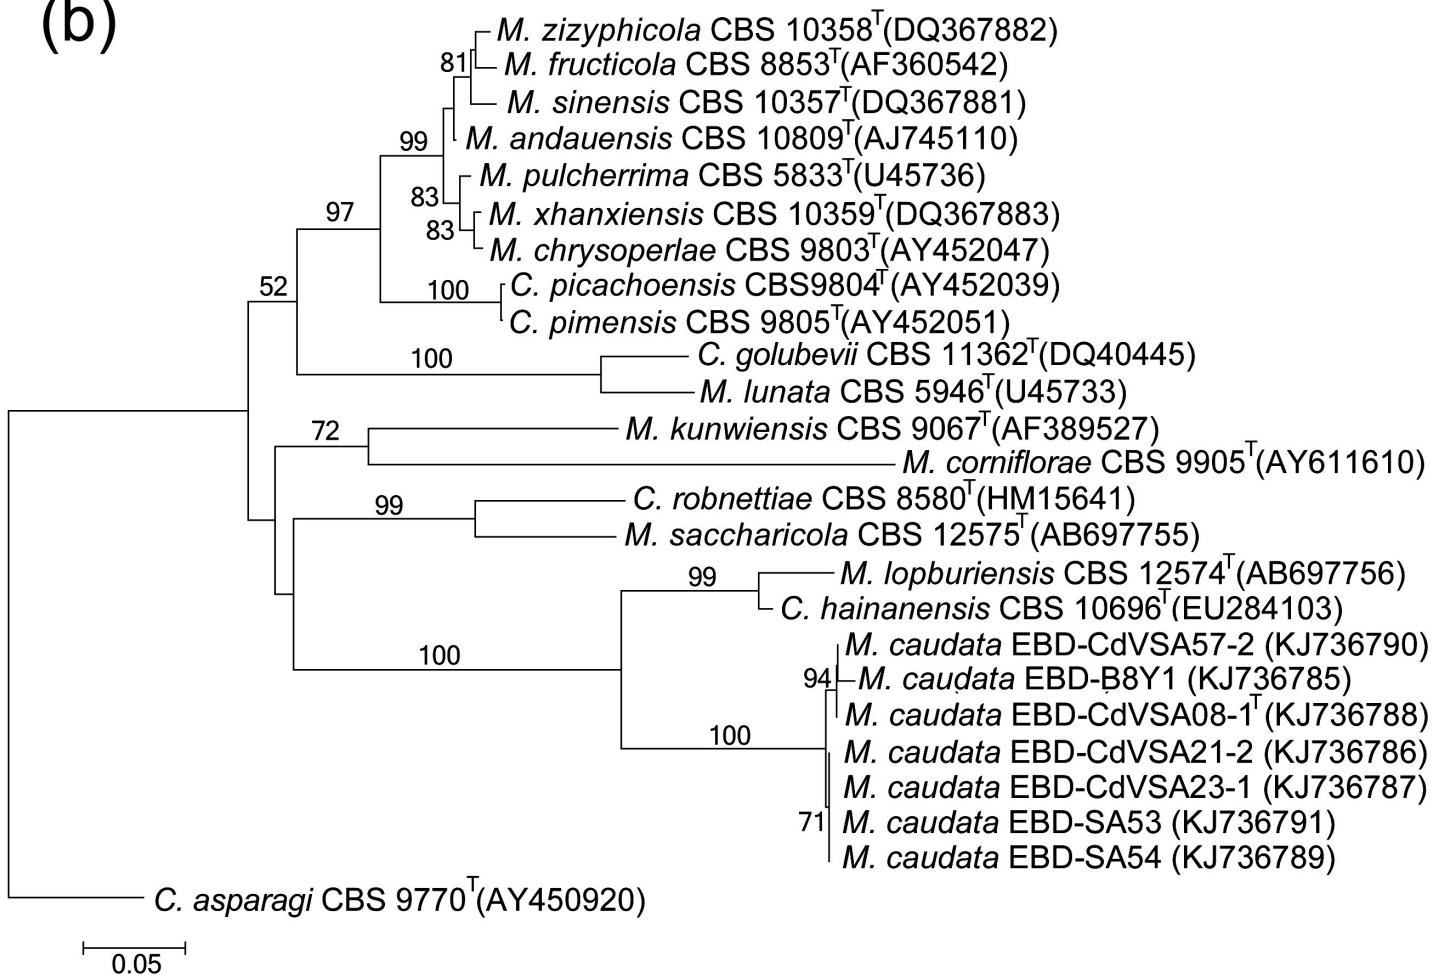 (b)
M. zizyphicola CBS 10358T(DQ367882)
81
M. fructicola CBS 8853T(AF360542)
M. sinensis CBS 10357T(DQ367881)
99
M. andauensis CBS 10809T(AJ745110)
M. pulcherrima CBS 5833T(U45736)
83
97
M. xhanxiensis CBS 10359T(DQ367883)
83
M. chrysoperlae CBS 9803T(AY452047)
52
100
C. picachoensis CBS9804T(AY452039)
C. pimensis CBS 9805T(AY452051)
100
C. golubevii CBS 11362T(DQ40445)
M. lunata CBS 5946T(U45733)
72
M. kunwiensis CBS 9067T(AF389527)
M. corniflorae CBS 9905T(AY611610)
99
C. robnettiae CBS 8580T(HM15641)
M. saccharicola CBS 12575T(AB697755)
99
M. lopburiensis CBS 12574T(AB697756)
C. hainanensis CBS 10696T(EU284103)
100
M. caudata EBD-CdVSA57-2 (KJ736790)
94
M. caudata EBD-B8Y1 (KJ736785)
M. caudata EBD-CdVSA08-1T(KJ736788)
100
M. caudata EBD-CdVSA21-2 (KJ736786)
M. caudata EBD-CdVSA23-1 (KJ736787)
71
M. caudata EBD-SA53 (KJ736791)
M. caudata EBD-SA54 (KJ736789)
C. asparagi CBS 9770T(AY450920)
0.05